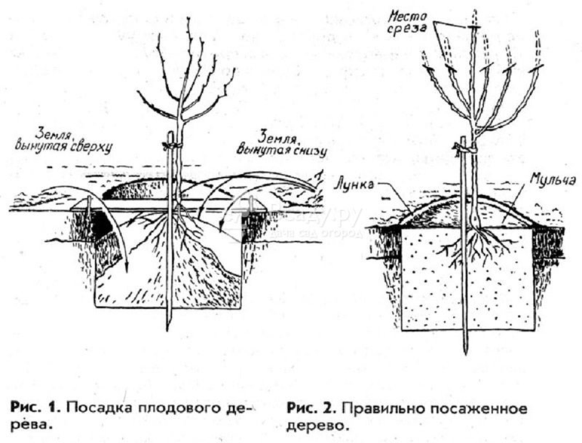 Место
среза
Земля,
вынутая сверху
Земля,
вынутая снизу
Лунка
Мульча
Рис. 1. Посадка плодового де-
рева.
Рис. 2. Правильно посаженное
дерево.